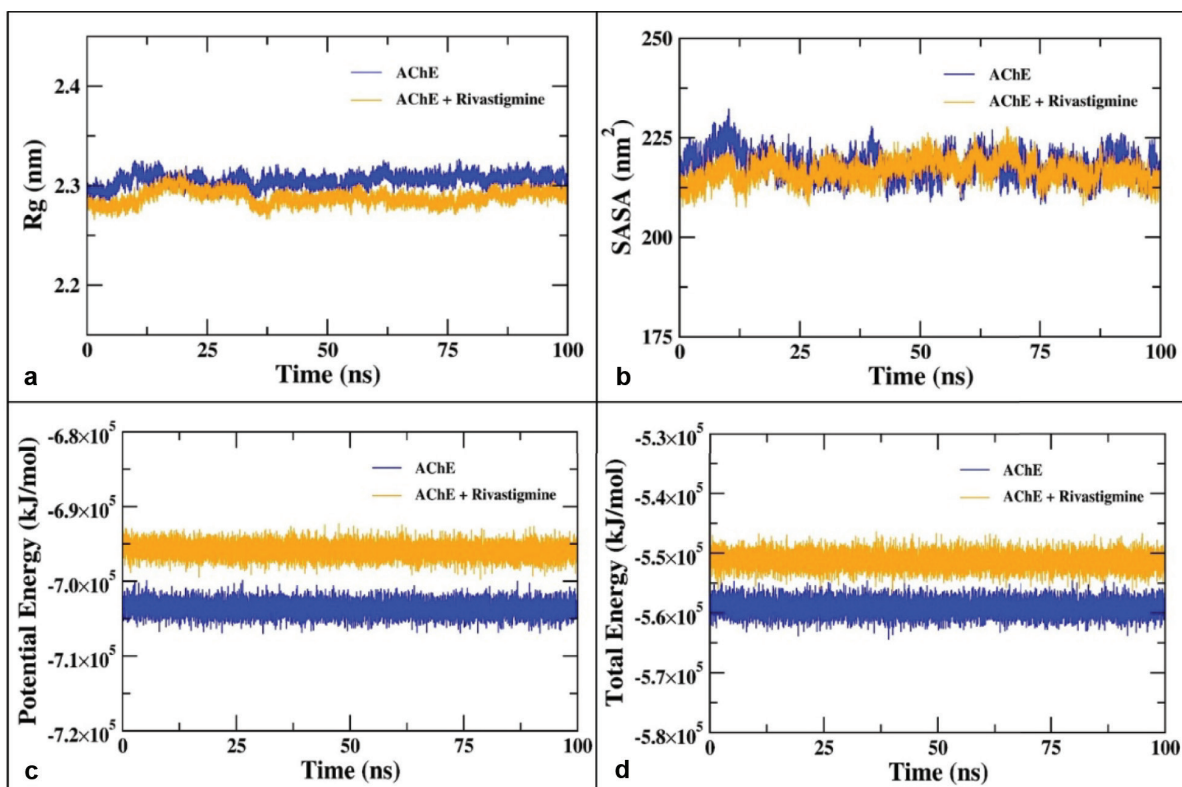 2.4
2.3
2.2
Rg (nm)
AChE
AChE + Rivastigmine
0 25 50 75 100
Time (ns)
a
250
225
200
175
SASA (nm²)
AChE
AChE + Rivastigmine
0 25 50 75 100
Time (ns)
b
-6.8×10⁵
-6.9×10⁵
-7.0×10⁵
-7.1×10⁵
-7.2×10⁵
Potential Energy (kJ/mol)
AChE
AChE + Rivastigmine
0 25 50 75 100
Time (ns)
c
-5.3×10⁵
-5.4×10⁵
-5.5×10⁵
-5.6×10⁵
-5.7×10⁵
-5.8×10⁵
Total Energy (kJ/mol)
AChE
AChE + Rivastigmine
0 25 50 75 100
Time (ns)
d